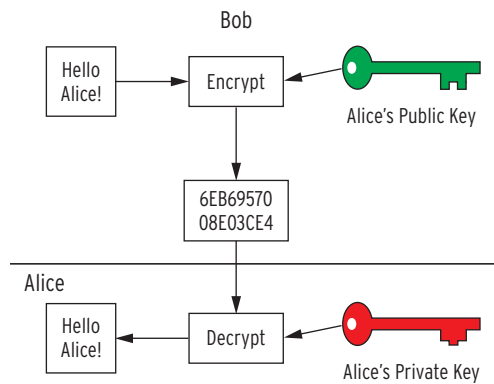 Bob
Hello
Alice!
Encrypt
Alice's Public Key
6EB69570
08E03CE4
Alice
Hello
Alice!
Decrypt
Alice's Private Key